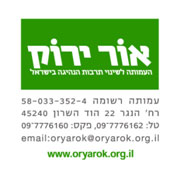 אור ירוק
העמותה לשינוי תרבות הנהיגה בישראל
עמותה רשומה 58-033-352-4
רח' הנגר 22 הוד השרון 45240
טל: 09-7776162, פקס: 09-7776160
email:oryarok@oryarok.org.il
www.oryarok.org.il